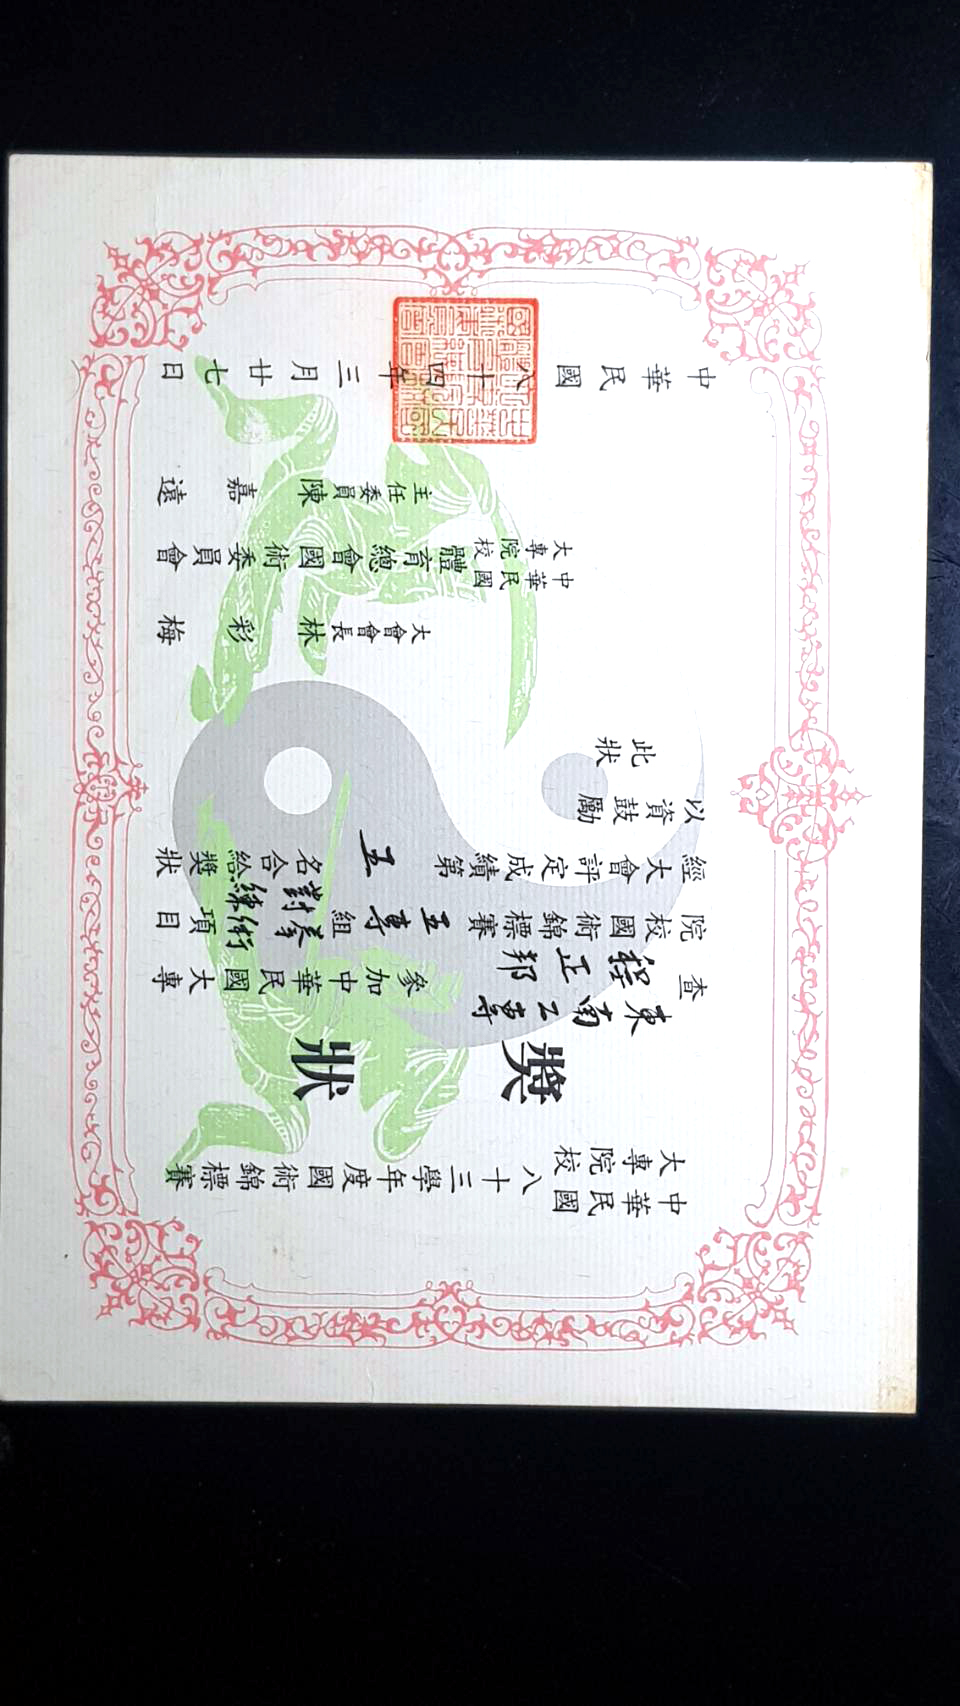 中華民國
大專院校
八十三學年度國術錦標賽
獎狀
查
東南工專
程正邦
參加中華民國大專
院校國術錦標賽五專組
拳術
對練
項目
經大會評定成績第五名合給獎狀
以資鼓勵
此狀
大會會長林彩梅
中華民國
大專院校
體育總會國術委員會
主任委員陳嘉遠
中華民國八十四年三月廿七日